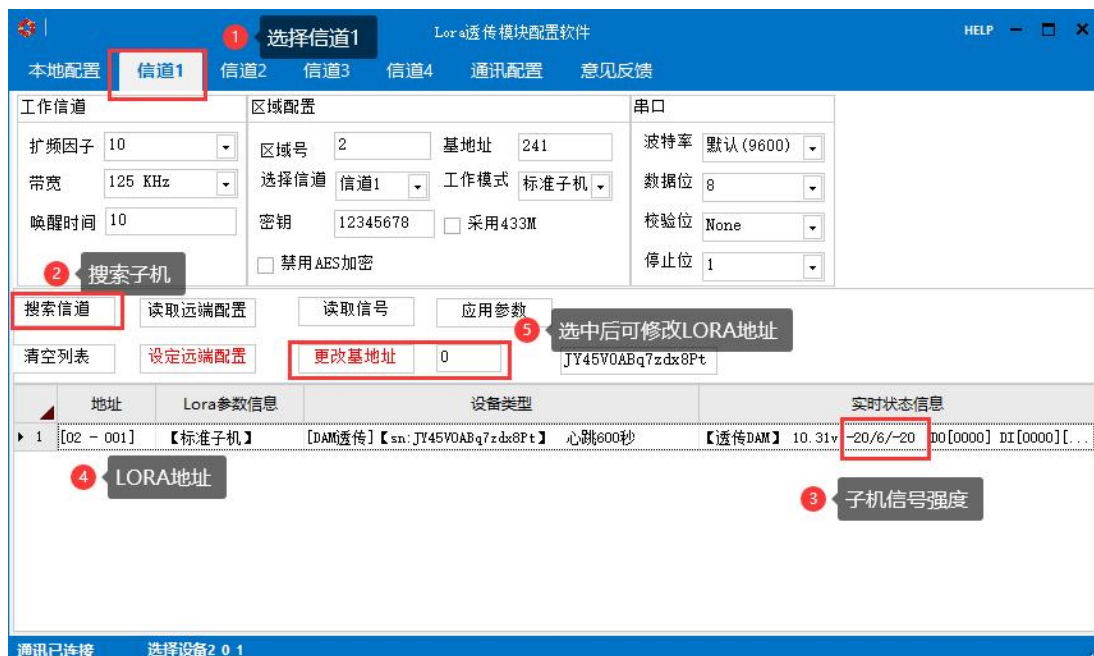 1 选择信道1 Lora透传模块配置软件 HELP
本地配置 信道1 信道2 信道3 信道4 通讯配置 意见反馈
工作信道 区域配置 串口
扩频因子 10 区域号 2 基地址 241 波特率 默认(9600)
带宽 125 KHz 选择信道 信道1 工作模式 标准子机 数据位 8
唤醒时间 10 密钥 12345678 采用433M 校验位 None
禁用AES加密 停止位 1
2 搜索子机
搜索信道 读取远端配置 读取信号 应用参数
5 选中后可修改LORA地址
清空列表 设定远端配置 更改基地址 0 JY45V0ABq7zdx8Pt
地址 Lora参数信息 设备类型 实时状态信息
1 [02 - 001] 【标准子机】 [DAM透传]【sn:JY45V0ABq7zdx8Pt】 心跳600秒 【透传DAM】 10.31v -20/6/-20 DO[0000] DI[0000][...
4 LORA地址
3 子机信号强度
通讯已连接 选择设备2 0 1